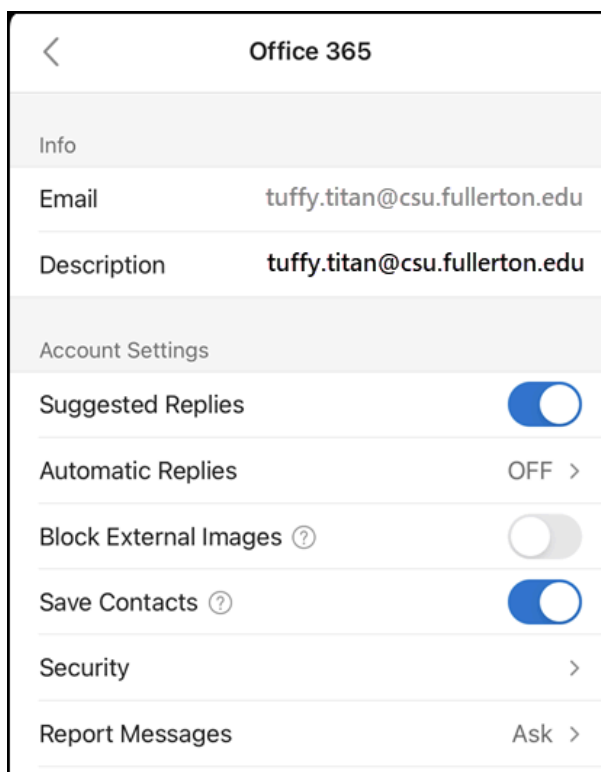 Office 365
Info
Email tuffy.titan@csu.fullerton.edu
Description tuffy.titan@csu.fullerton.edu
Account Settings
Suggested Replies
Automatic Replies OFF
Block External Images ?
Save Contacts ?
Security
Report Messages Ask